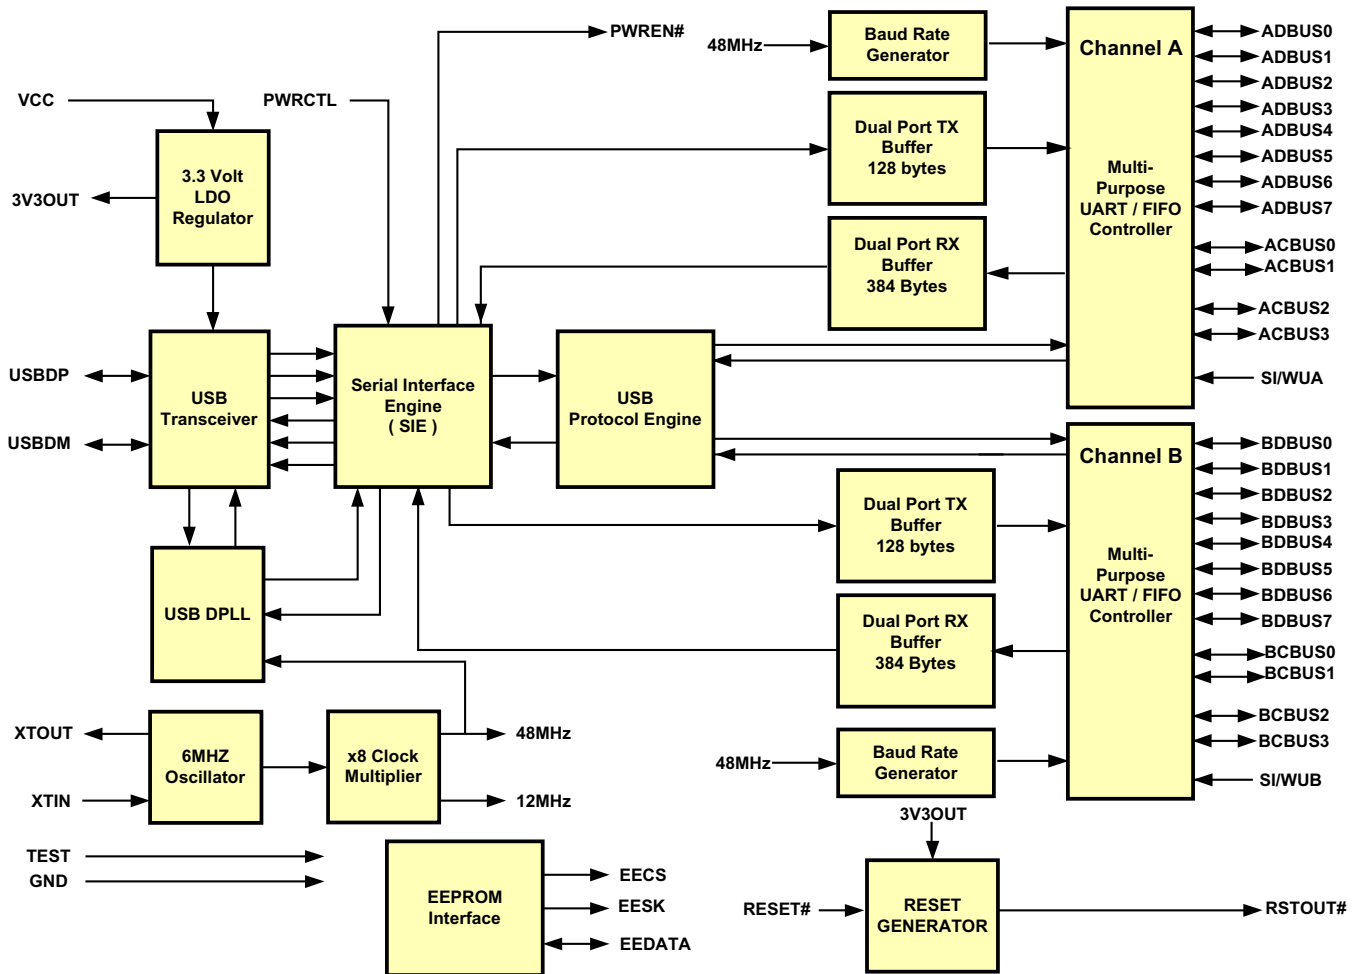 PWREN#
48MHz
Baud Rate
Generator
Channel A
Multi-
Purpose
UART / FIFO
Controller
ADBUS0
ADBUS1
ADBUS2
ADBUS3
ADBUS4
ADBUS5
ADBUS6
ADBUS7
ACBUS0
ACBUS1
ACBUS2
ACBUS3
SI/WUA
VCC
PWRCTL
3.3 Volt
LDO
Regulator
3V3OUT
Dual Port TX
Buffer
128 bytes
Dual Port RX
Buffer
384 Bytes
USBDP
USBDM
USB
Transceiver
Serial Interface
Engine
( SIE )
USB
Protocol Engine
Channel B
Multi-
Purpose
UART / FIFO
Controller
BDBUS0
BDBUS1
BDBUS2
BDBUS3
BDBUS4
BDBUS5
BDBUS6
BDBUS7
BCBUS0
BCBUS1
BCBUS2
BCBUS3
SI/WUB
Dual Port TX
Buffer
128 bytes
Dual Port RX
Buffer
384 Bytes
USB DPLL
XTOUT
XTIN
6MHZ
Oscillator
x8 Clock
Multiplier
48MHz
12MHz
48MHz
Baud Rate
Generator
TEST
GND
EEPROM
Interface
EECS
EESK
EEDATA
3V3OUT
RESET#
RESET
GENERATOR
RSTOUT#